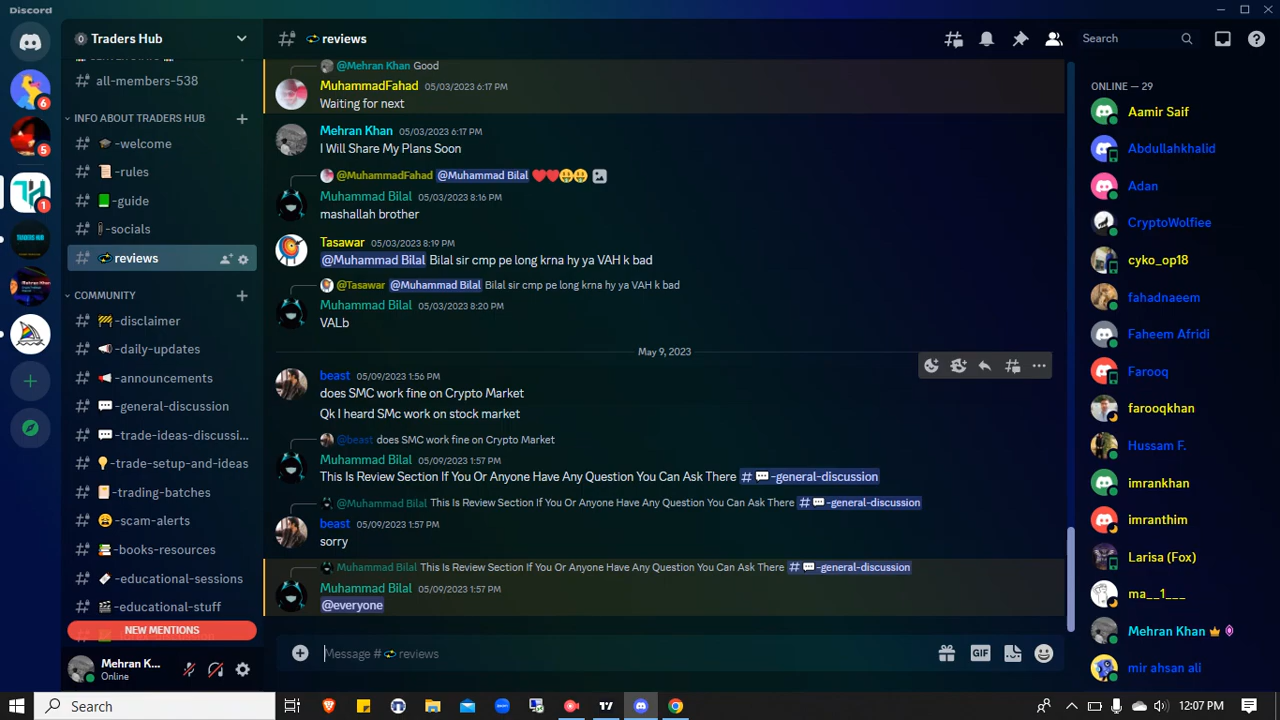 Discord
Traders Hub
all-members-538
INFO ABOUT TRADERS HUB
-welcome
-rules
-guide
-socials
reviews
COMMUNITY
-disclaimer
-daily-updates
-announcements
-general-discussion
-trade-ideas-discussi...
-trade-setup-and-ideas
-trading-batches
-scam-alerts
-books-resources
-educational-sessions
-educational-stuff
NEW MENTIONS
Mehran K...
Online
6
5
1
TRADERS HUB
reviews
Search
@Mehran Khan Good
MuhammadFahad 05/03/2023 6:17 PM
Waiting for next
Mehran Khan 05/03/2023 6:17 PM
I Will Share My Plans Soon
@MuhammadFahad @Muhammad Bilal ❤️❤️🤑🤑
Muhammad Bilal 05/03/2023 8:16 PM
mashallah brother
Tasawar 05/03/2023 8:19 PM
@Muhammad Bilal Bilal sir cmp pe long krna hy ya VAH k bad
@Tasawar @Muhammad Bilal Bilal sir cmp pe long krna hy ya VAH k bad
Muhammad Bilal 05/03/2023 8:20 PM
VALb
May 9, 2023
beast 05/09/2023 1:56 PM
does SMC work fine on Crypto Market
Qk I heard SMc work on stock market
@beast does SMC work fine on Crypto Market
Muhammad Bilal 05/09/2023 1:57 PM
This Is Review Section If You Or Anyone Have Any Question You Can Ask There # 💬-general-discussion
@Muhammad Bilal This Is Review Section If You Or Anyone Have Any Question You Can Ask There # 💬-general-discussion
beast 05/09/2023 1:57 PM
sorry
Muhammad Bilal This Is Review Section If You Or Anyone Have Any Question You Can Ask There # 💬-general-discussion
Muhammad Bilal 05/09/2023 1:57 PM
@everyone
Message # reviews
GIF
ONLINE — 29
Aamir Saif
Abdullahkhalid
Adan
CryptoWolfiee
cyko_op18
fahadnaeem
Faheem Afridi
Farooq
farooqkhan
Hussam F.
imrankhan
imranthim
Larisa (Fox)
ma__1___
Mehran Khan
mir ahsan ali
Search
12:07 PM